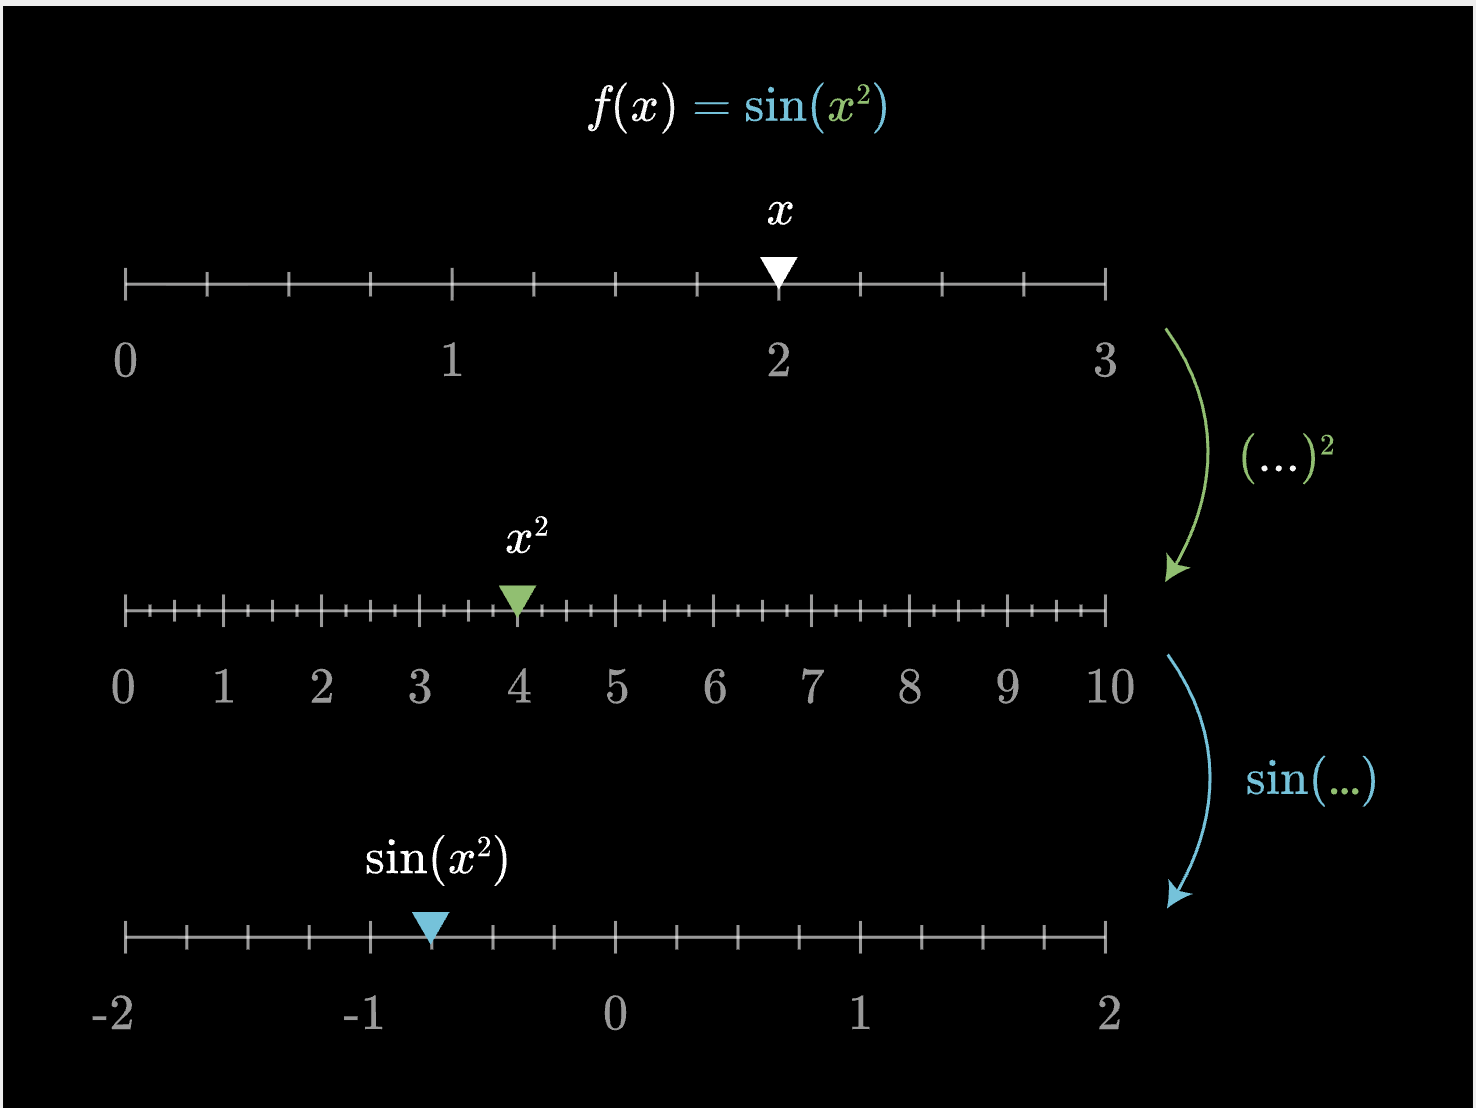 f(x) = sin(x²)
x
0 1 2 3
(...)²
x²
0 1 2 3 4 5 6 7 8 9 10
sin(...)
sin(x²)
-2 -1 0 1 2